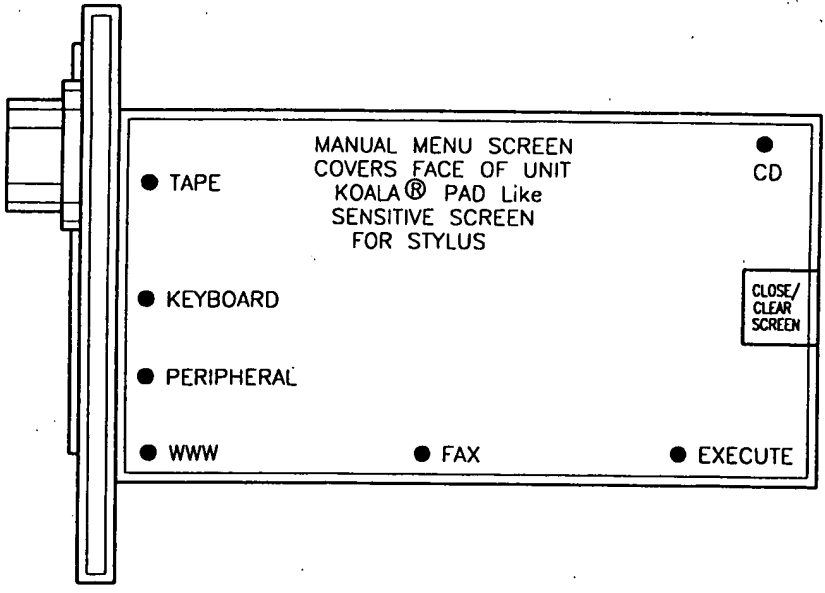 MANUAL MENU SCREEN
COVERS FACE OF UNIT
KOALA® PAD Like
SENSITIVE SCREEN
FOR STYLUS
CD
TAPE
KEYBOARD
CLOSE/
CLEAR
SCREEN
PERIPHERAL
WWW
FAX
EXECUTE